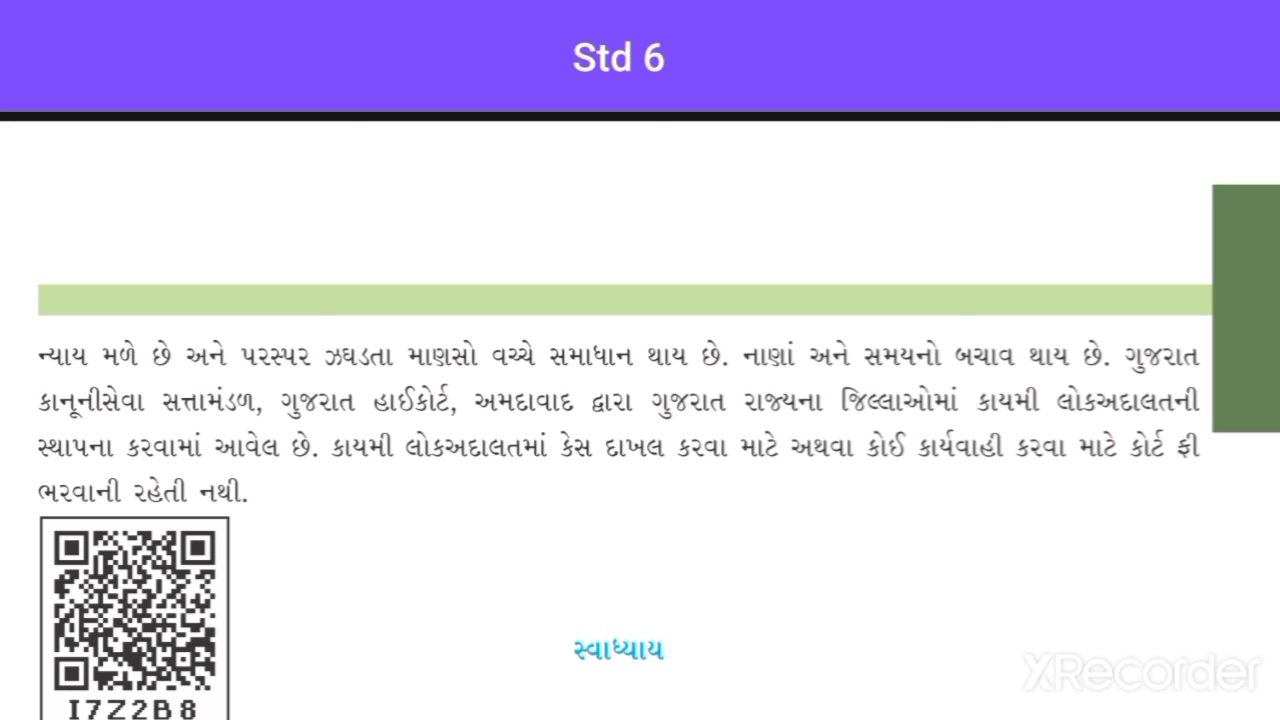 Std 6
ન્યાય મળે છે અને પરસ્પર ઝઘડતા માણસો વચ્ચે સમાધાન થાય છે. નાણાં અને સમયનો બચાવ થાય છે. ગુજરાત
કાનૂનીસેવા સત્તામંડળ, ગુજરાત હાઈકોર્ટ, અમદાવાદ દ્વારા ગુજરાત રાજ્યના જિલ્લાઓમાં કાયમી લોકઅદાલતની
સ્થાપના કરવામાં આવેલ છે. કાયમી લોકઅદાલતમાં કેસ દાખલ કરવા માટે અથવા કોઈ કાર્યવાહી કરવા માટે કોર્ટ ફી
ભરવાની રહેતી નથી.
સ્વાધ્યાય
I7Z2B8
XRecorder